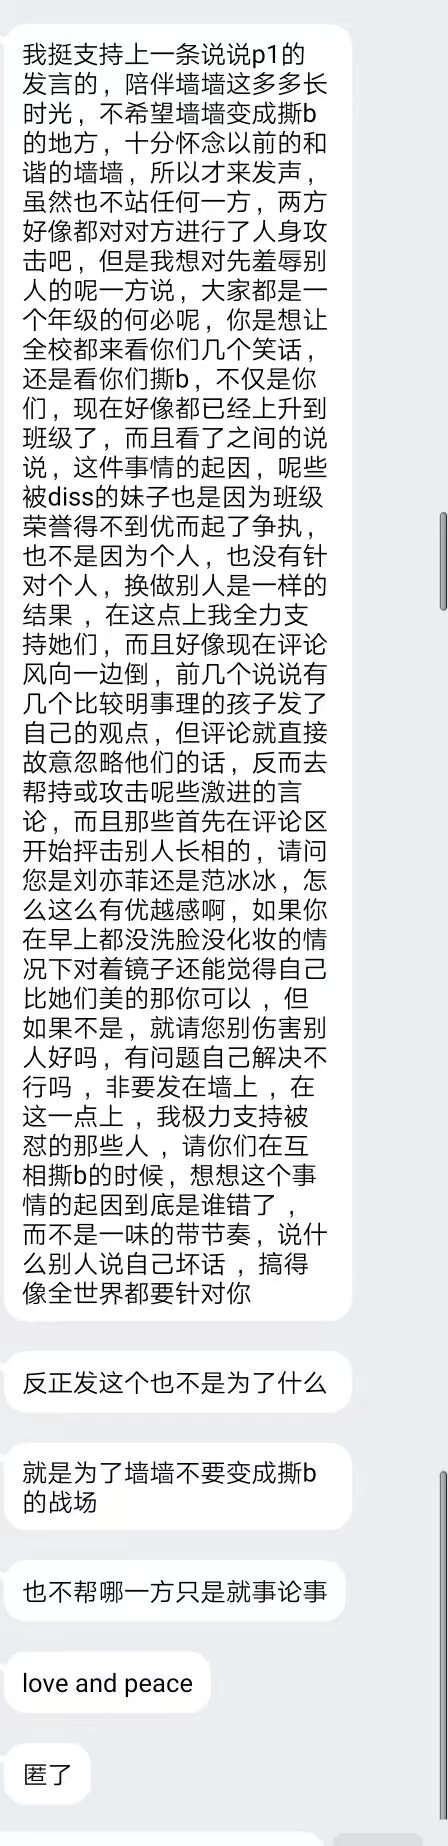 我挺支持上一条说说p1的
发言的，陪伴墙墙这多多长
时光，不希望墙墙变成撕b
的地方，十分怀念以前的和
谐的墙墙，所以才来发声，
虽然也不站任何一方，两方
好像都对对方进行了人身攻
击吧，但是我想对先羞辱别
人的呢一方说，大家都是一
个年级的何必呢，你是想让
全校都来看你们几个笑话，
还是看你们撕b，不仅是你
们，现在好像都已经上升到
班级了，而且看了之间的说
说，这件事情的起因，呢些
被diss的妹子也是因为班级
荣誉得不到优而起了争执，
也不是因为个人，也没有针
对个人，换做别人是一样的
结果 ，在这点上我全力支
持她们，而且好像现在评论
风向一边倒，前几个说说有
几个比较明事理的孩子发了
自己的观点，但评论就直接
故意忽略他们的话，反而去
帮持或攻击呢些激进的言
论，而且那些首先在评论区
开始抨击别人长相的，请问
您是刘亦菲还是范冰冰，怎
么这么有优越感啊，如果你
在早上都没洗脸没化妆的情
况下对着镜子还能觉得自己
比她们美的那你可以 ，但
如果不是，就请您别伤害别
人好吗，有问题自己解决不
行吗 ，非要发在墙上 ，在
这一点上 ，我极力支持被
怼的那些人 ，请你们在互
相撕b的时候，想想这个事
情的起因到底是谁错了 ，
而不是一味的带节奏，说什
么别人说自己坏话 ，搞得
像全世界都要针对你
反正发这个也不是为了什么
就是为了墙墙不要变成撕b
的战场
也不帮哪一方只是就事论事
love and peace
匿了